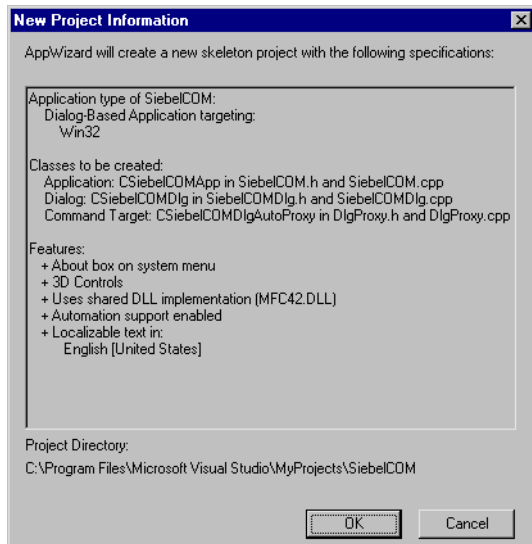 New Project Information
AppWizard will create a new skeleton project with the following specifications:
Application type of SiebelCOM:
Dialog-Based Application targeting:
Win32
Classes to be created:
Application: CSiebelCOMApp in SiebelCOM.h and SiebelCOM.cpp
Dialog: CSiebelCOMDlg in SiebelCOMDlg.h and SiebelCOMDlg.cpp
Command Target: CSiebelCOMDlgAutoProxy in DlgProxy.h and DlgProxy.cpp
Features:
+ About box on system menu
+ 3D Controls
+ Uses shared DLL implementation (MFC42.DLL)
+ Automation support enabled
+ Localizable text in:
English [United States]
Project Directory:
C:\Program Files\Microsoft Visual Studio\MyProjects\SiebelCOM
OK Cancel